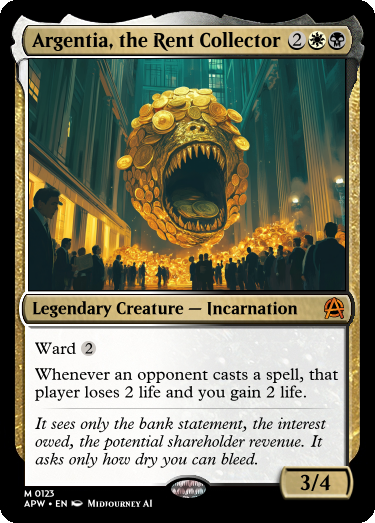 Argentia, the Rent Collector 2
Legendary Creature — Incarnation
Ward 2
Whenever an opponent casts a spell, that
player loses 2 life and you gain 2 life.
It sees only the bank statement, the interest
owed, the potential shareholder revenue. It
asks only how dry you can bleed.
3/4
M 0123
APW • EN Midjourney AI